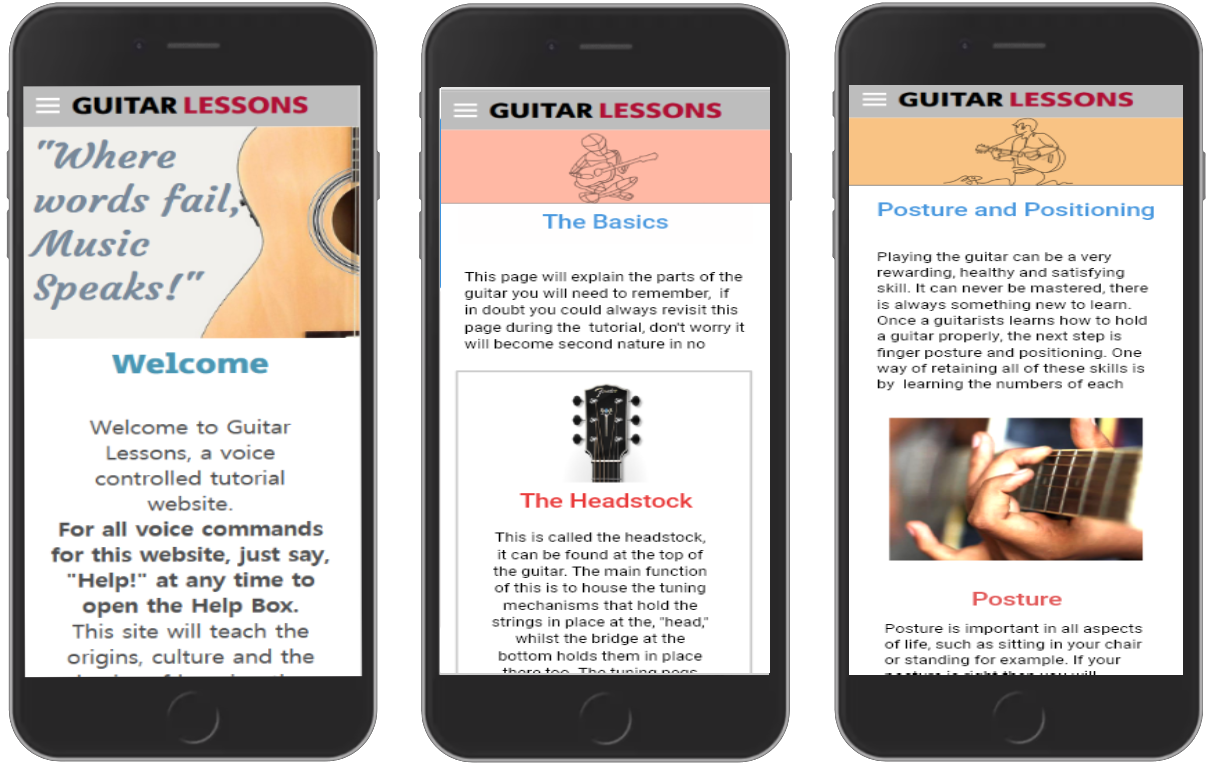 GUITAR LESSONS
"Where
words fail,
Music
Speaks!"
Welcome
Welcome to Guitar
Lessons, a voice
controlled tutorial
website.
For all voice commands
for this website, just say,
"Help!" at any time to
open the Help Box.
This site will teach the
origins, culture and the
GUITAR LESSONS
The Basics
This page will explain the parts of the
guitar you will need to remember, if
in doubt you could always revisit this
page during the tutorial, don't worry it
will become second nature in no
Fender
The Headstock
This is called the headstock,
it can be found at the top of
the guitar. The main function
of this is to house the tuning
mechanisms that hold the
strings in place at the, "head,"
whilst the bridge at the
bottom holds them in place
there too. The tuning pegs
GUITAR LESSONS
Posture and Positioning
Playing the guitar can be a very
rewarding, healthy and satisfying
skill. It can never be mastered, there
is always something new to learn.
Once a guitarists learns how to hold
a guitar properly, the next step is
finger posture and positioning. One
way of retaining all of these skills is
by learning the numbers of each
Posture
Posture is important in all aspects
of life, such as sitting in your chair
or standing for example. If your
posture is right then you will